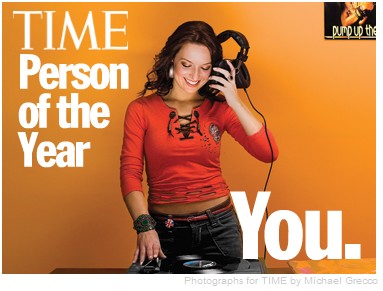 TIME
Person
of the
Year
pump up the
You.
Photographs for TIME by Michael Grecco